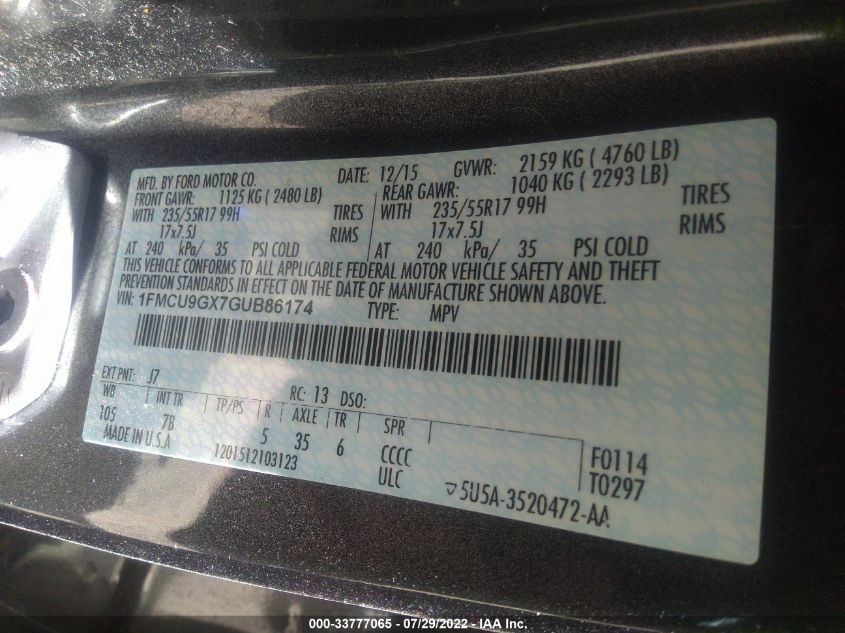 MFD. BY FORD MOTOR CO. DATE: 12/15 GVWR: 2159 KG ( 4760 LB)
FRONT GAWR: 1125 KG ( 2480 LB) REAR GAWR: 1040 KG ( 2293 LB)
WITH 235/55R17 99H TIRES WITH 235/55R17 99H TIRES
17x7.5J RIMS 17x7.5J RIMS
AT 240 kPa/ 35 PSI COLD AT 240 kPa/ 35 PSI COLD
THIS VEHICLE CONFORMS TO ALL APPLICABLE FEDERAL MOTOR VEHICLE SAFETY AND THEFT
PREVENTION STANDARDS IN EFFECT ON THE DATE OF MANUFACTURE SHOWN ABOVE.
VIN: 1FMCU9GX7GUB86174 TYPE: MPV
EXT PNT: J7 RC: 13 DSO:
WB INT TR TP/PS R AXLE TR SPR
105 7B 5 35 6 CCCC F0114
MADE IN U.S.A 1201512103123 ULC T0297
5U5A-3520472-AA
000-33777065 - 07/29/2022 - IAA Inc.